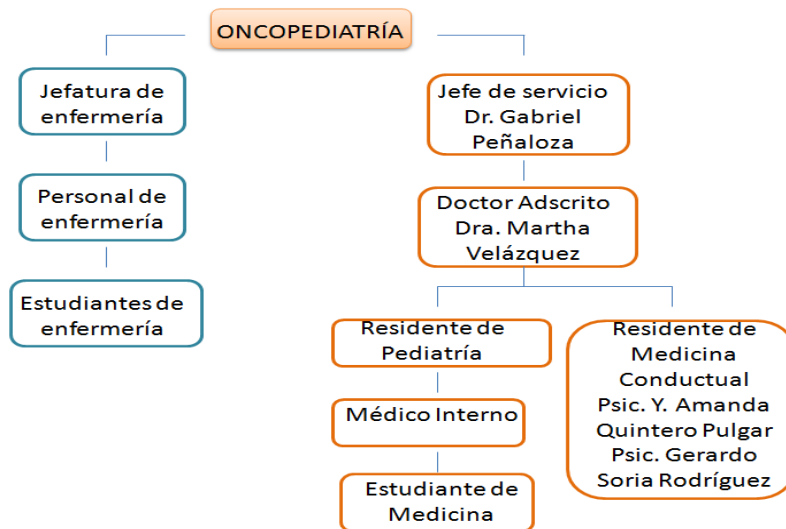 ONCOPEDIATRÍA
Jefatura de
enfermería
Personal de
enfermería
Estudiantes de
enfermería
Jefe de servicio
Dr. Gabriel
Peñaloza
Doctor Adscrito
Dra. Martha
Velázquez
Residente de
Pediatría
Médico Interno
Estudiante de
Medicina
Residente de
Medicina
Conductual
Psic. Y. Amanda
Quintero Pulgar
Psic. Gerardo
Soria Rodríguez